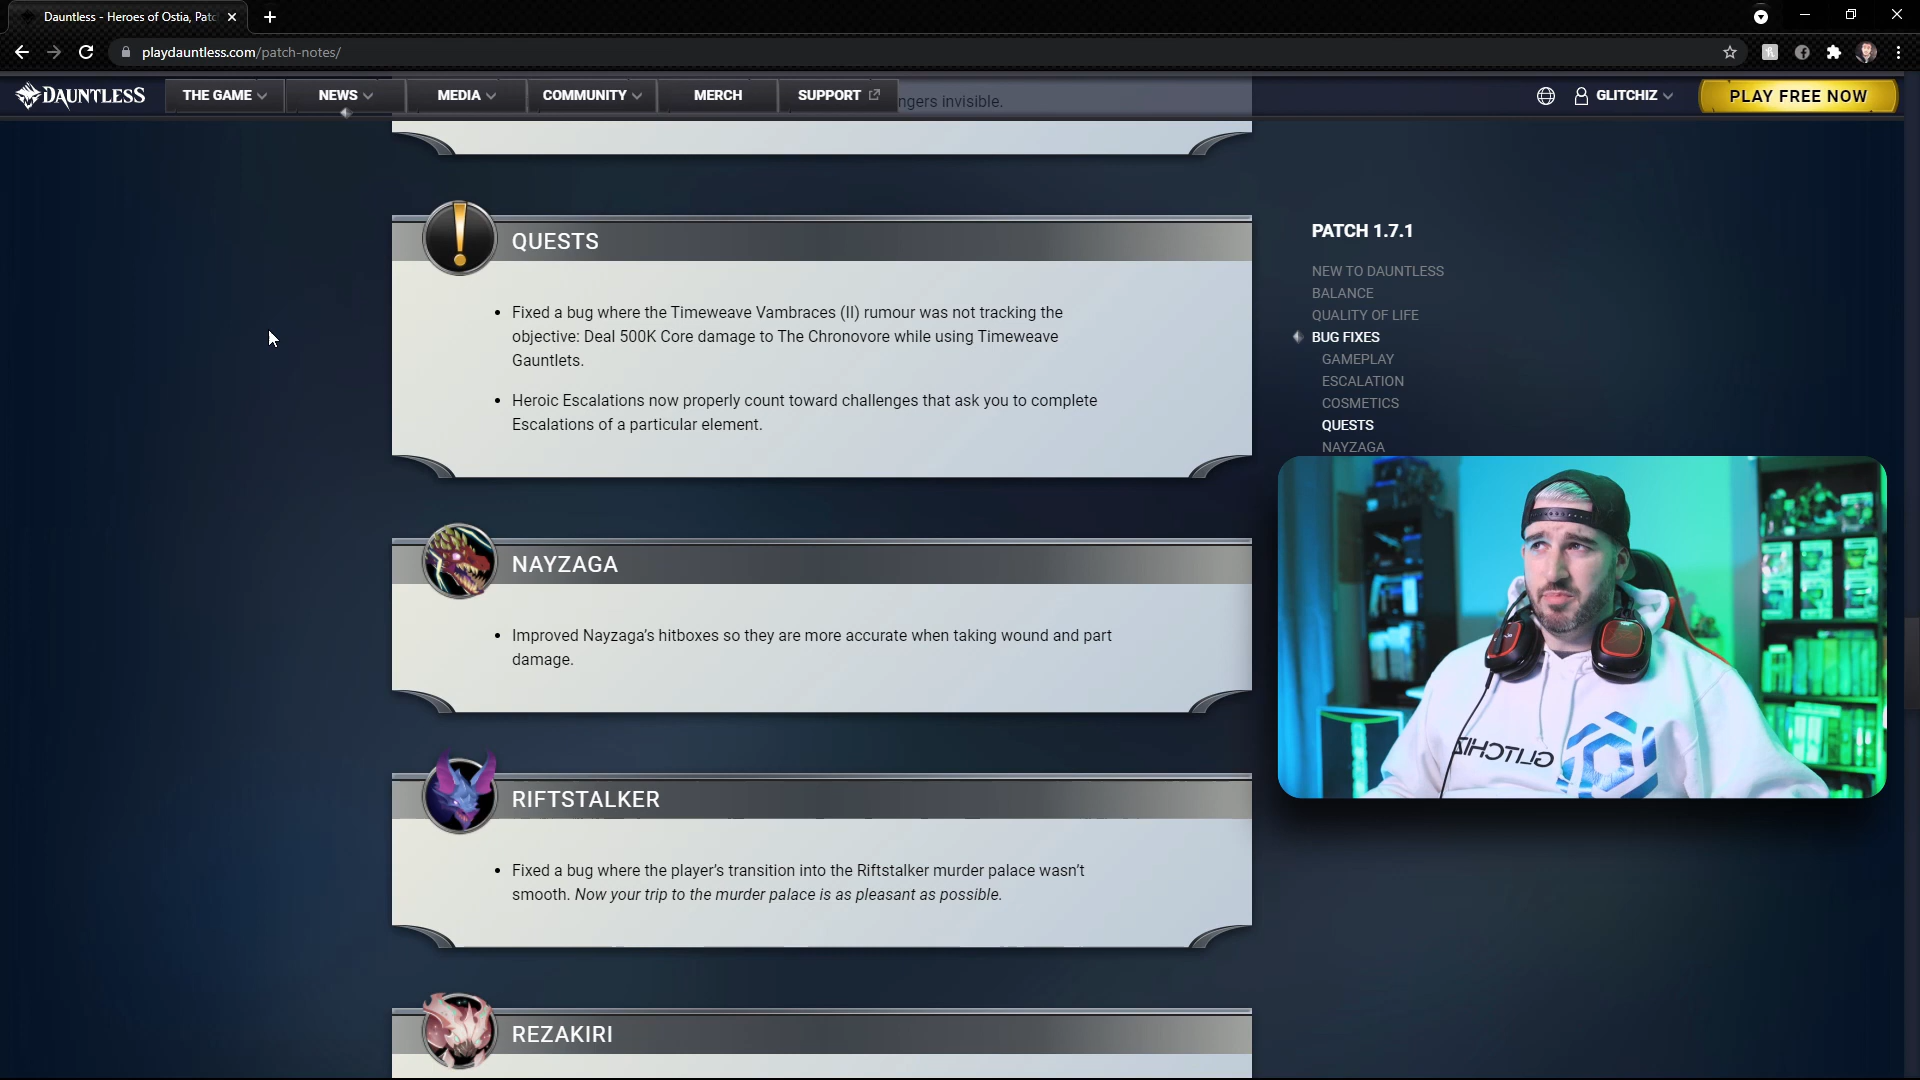 Dauntless - Heroes of Ostia, Patc
playdauntless.com/patch-notes/
DAUNTLESS
THE GAME
NEWS
MEDIA
COMMUNITY
MERCH
SUPPORT
ngers invisible.
GLITCHIZ
PLAY FREE NOW
QUESTS
• Fixed a bug where the Timeweave Vambraces (II) rumour was not tracking the
objective: Deal 500K Core damage to The Chronovore while using Timeweave
Gauntlets.
• Heroic Escalations now properly count toward challenges that ask you to complete
Escalations of a particular element.
NAYZAGA
• Improved Nayzaga's hitboxes so they are more accurate when taking wound and part
damage.
RIFTSTALKER
• Fixed a bug where the player's transition into the Riftstalker murder palace wasn't
smooth. Now your trip to the murder palace is as pleasant as possible.
REZAKIRI
PATCH 1.7.1
NEW TO DAUNTLESS
BALANCE
QUALITY OF LIFE
BUG FIXES
GAMEPLAY
ESCALATION
COSMETICS
QUESTS
NAYZAGA
GLITCHIZ